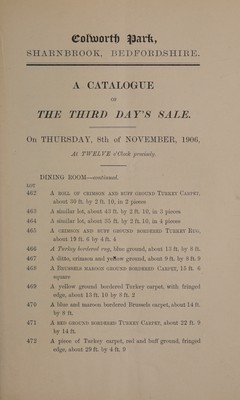 Colworth Park,
SHARNBROOK, BEDFORDSHIRE.
A CATALOGUE
OF
THE THIRD DAY'S SALE.
On THURSDAY, 8th of NOVEMBER, 1906,
At TWELVE o'Clock precisely.
DINING ROOM—continued.
LOT
462 A ROLL OF CRIMSON AND BUFF GROUND TURKEY CARPET,
about 30 ft. by 2 ft. 10, in 2 pieces
463 A similar lot, about 43 ft. by 2 ft. 10, in 3 pieces
464 A similar lot, about 35 ft. by 2 ft. 10, in 4 pieces
465 A CRIMSON AND BUFF GROUND BORDERED TURKEY RUG,
about 19 ft. 6 by 4 ft. 4
466 A Turkey bordered rug, blue ground, about 13 ft. by 8 ft.
467 A ditto, crimson and yellow ground, about 9 ft. by 8 ft. 9
468 A BRUSSELS MAROON GROUND BORDERED CARPET, 15 ft. 6
square
469 A yellow ground bordered Turkey carpet, with fringed
edge, about 13 ft. 10 by 8 ft. 2
470 A blue and maroon bordered Brussels carpet, about 14 ft.
by 8 ft.
471 A RED GROUND BORDERED TURKEY CARPET, about 22 ft. 9
by 14 ft.
472 A piece of Turkey carpet, red and buff ground, fringed
edge, about 29 ft. by 4 ft. 9